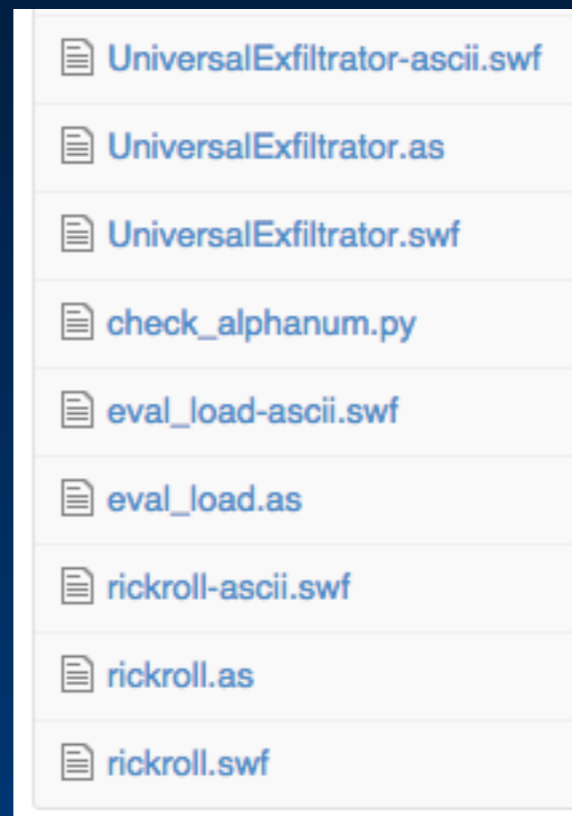 UniversalExfiltrator-ascii.swf
UniversalExfiltrator.as
UniversalExfiltrator.swf
check_alphanum.py
eval_load-ascii.swf
eval_load.as
rickroll-ascii.swf
rickroll.as
rickroll.swf